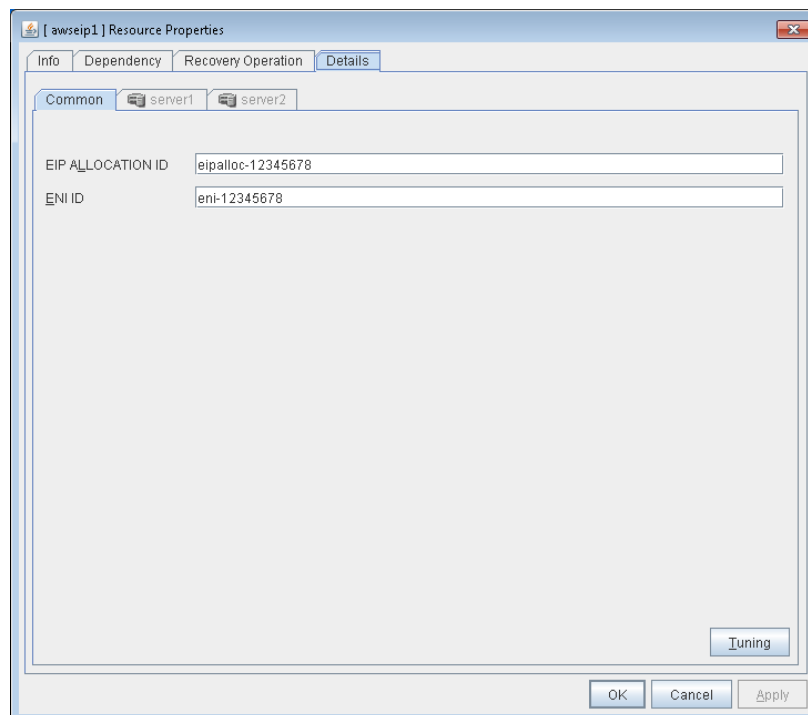 [ awseip1 ] Resource Properties
Info Dependency Recovery Operation Details
Common server1 server2
EIP ALLOCATION ID eipalloc-12345678
ENI ID eni-12345678
Tuning
OK Cancel Apply